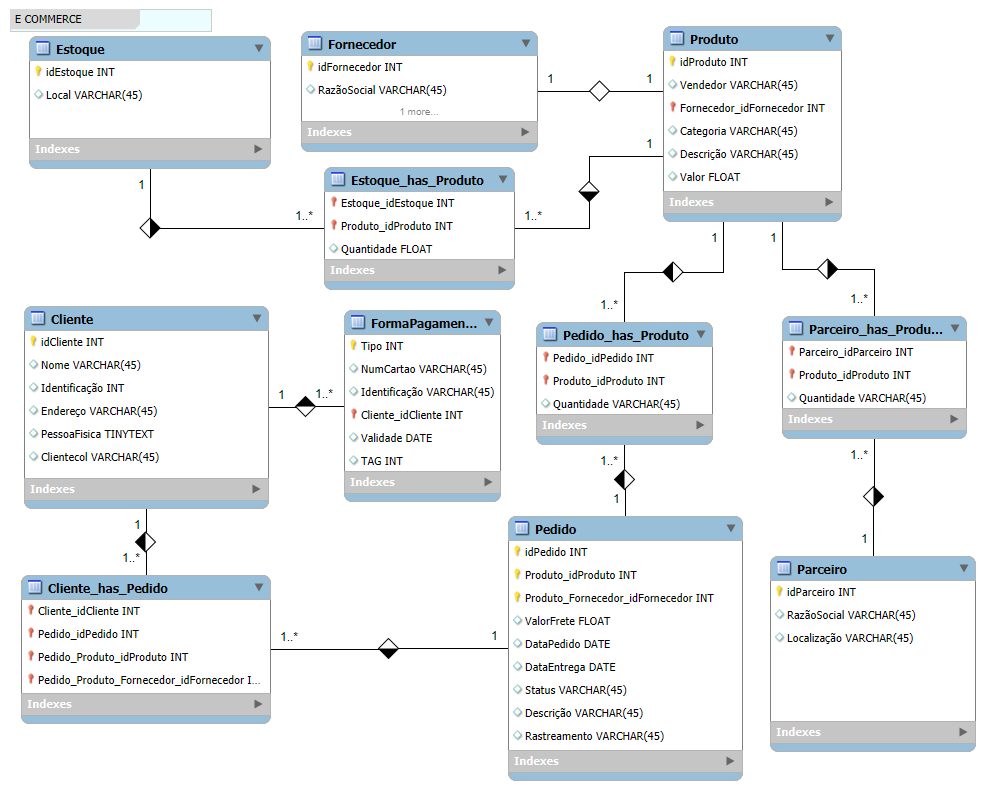 E COMMERCE
Estoque
idEstoque INT
Local VARCHAR(45)
Indexes
Fornecedor
idFornecedor INT
RazãoSocial VARCHAR(45)
1 more...
Indexes
1
1
Produto
idProduto INT
Vendedor VARCHAR(45)
Fornecedor_idFornecedor INT
Categoria VARCHAR(45)
Descrição VARCHAR(45)
Valor FLOAT
Indexes
1
1
1..*
Estoque_has_Produto
Estoque_idEstoque INT
Produto_idProduto INT
Quantidade FLOAT
Indexes
1..*
1
1
1..*
1..*
Cliente
idCliente INT
Nome VARCHAR(45)
Identificação INT
Endereço VARCHAR(45)
PessoaFisica TINYTEXT
Clientecol VARCHAR(45)
Indexes
1
1..*
FormaPagamen...
Tipo INT
NumCartao VARCHAR(45)
Identificação VARCHAR(45)
Cliente_idCliente INT
Validade DATE
TAG INT
Indexes
Pedido_has_Produto
Pedido_idPedido INT
Produto_idProduto INT
Quantidade VARCHAR(45)
Indexes
1..*
1
Parceiro_has_Produ...
Parceiro_idParceiro INT
Produto_idProduto INT
Quantidade VARCHAR(45)
Indexes
1..*
1
1
1..*
Cliente_has_Pedido
Cliente_idCliente INT
Pedido_idPedido INT
Pedido_Produto_idProduto INT
Pedido_Produto_Fornecedor_idFornecedor I...
Indexes
1..*
1
Pedido
idPedido INT
Produto_idProduto INT
Produto_Fornecedor_idFornecedor INT
ValorFrete FLOAT
DataPedido DATE
DataEntrega DATE
Status VARCHAR(45)
Descrição VARCHAR(45)
Rastreamento VARCHAR(45)
Indexes
Parceiro
idParceiro INT
RazãoSocial VARCHAR(45)
Localização VARCHAR(45)
Indexes